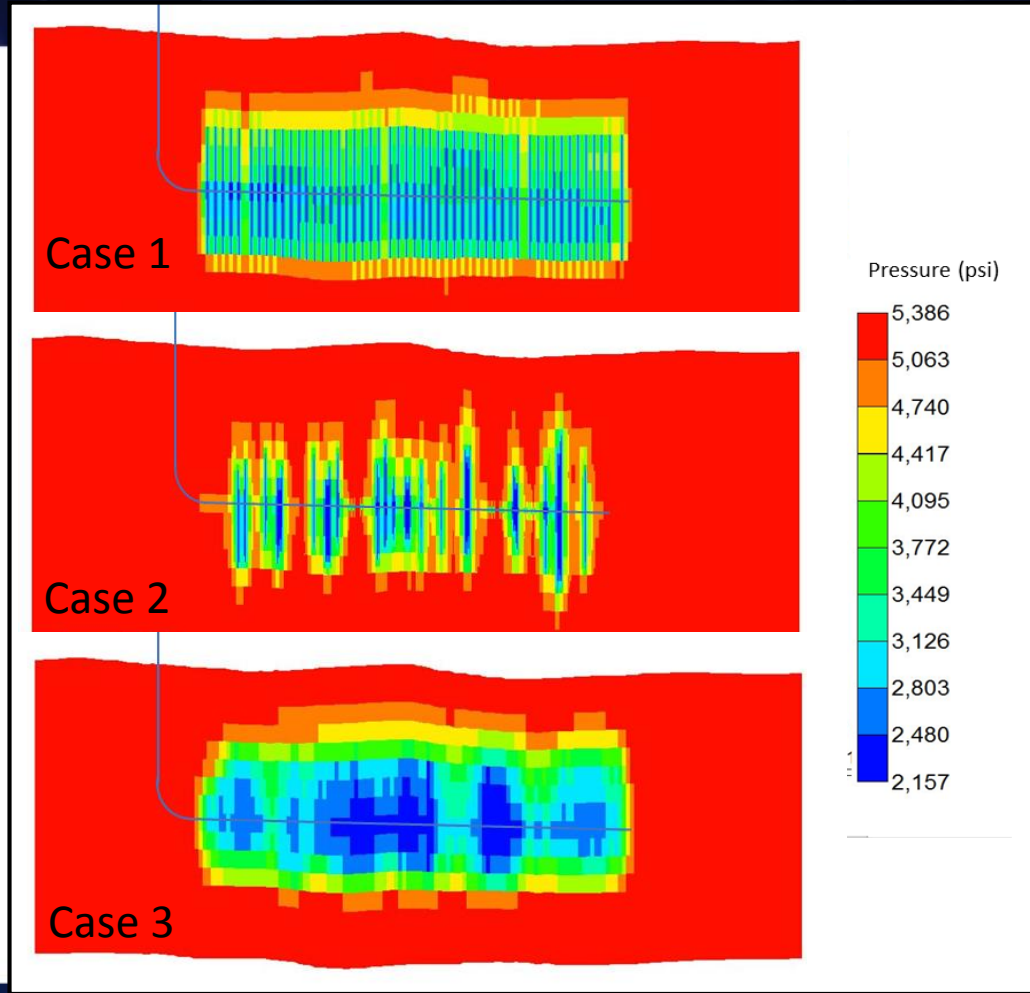 Case 1
Case 2
Case 3
Pressure (psi)
5,386
5,063
4,740
4,417
4,095
3,772
3,449
3,126
2,803
2,480
2,157